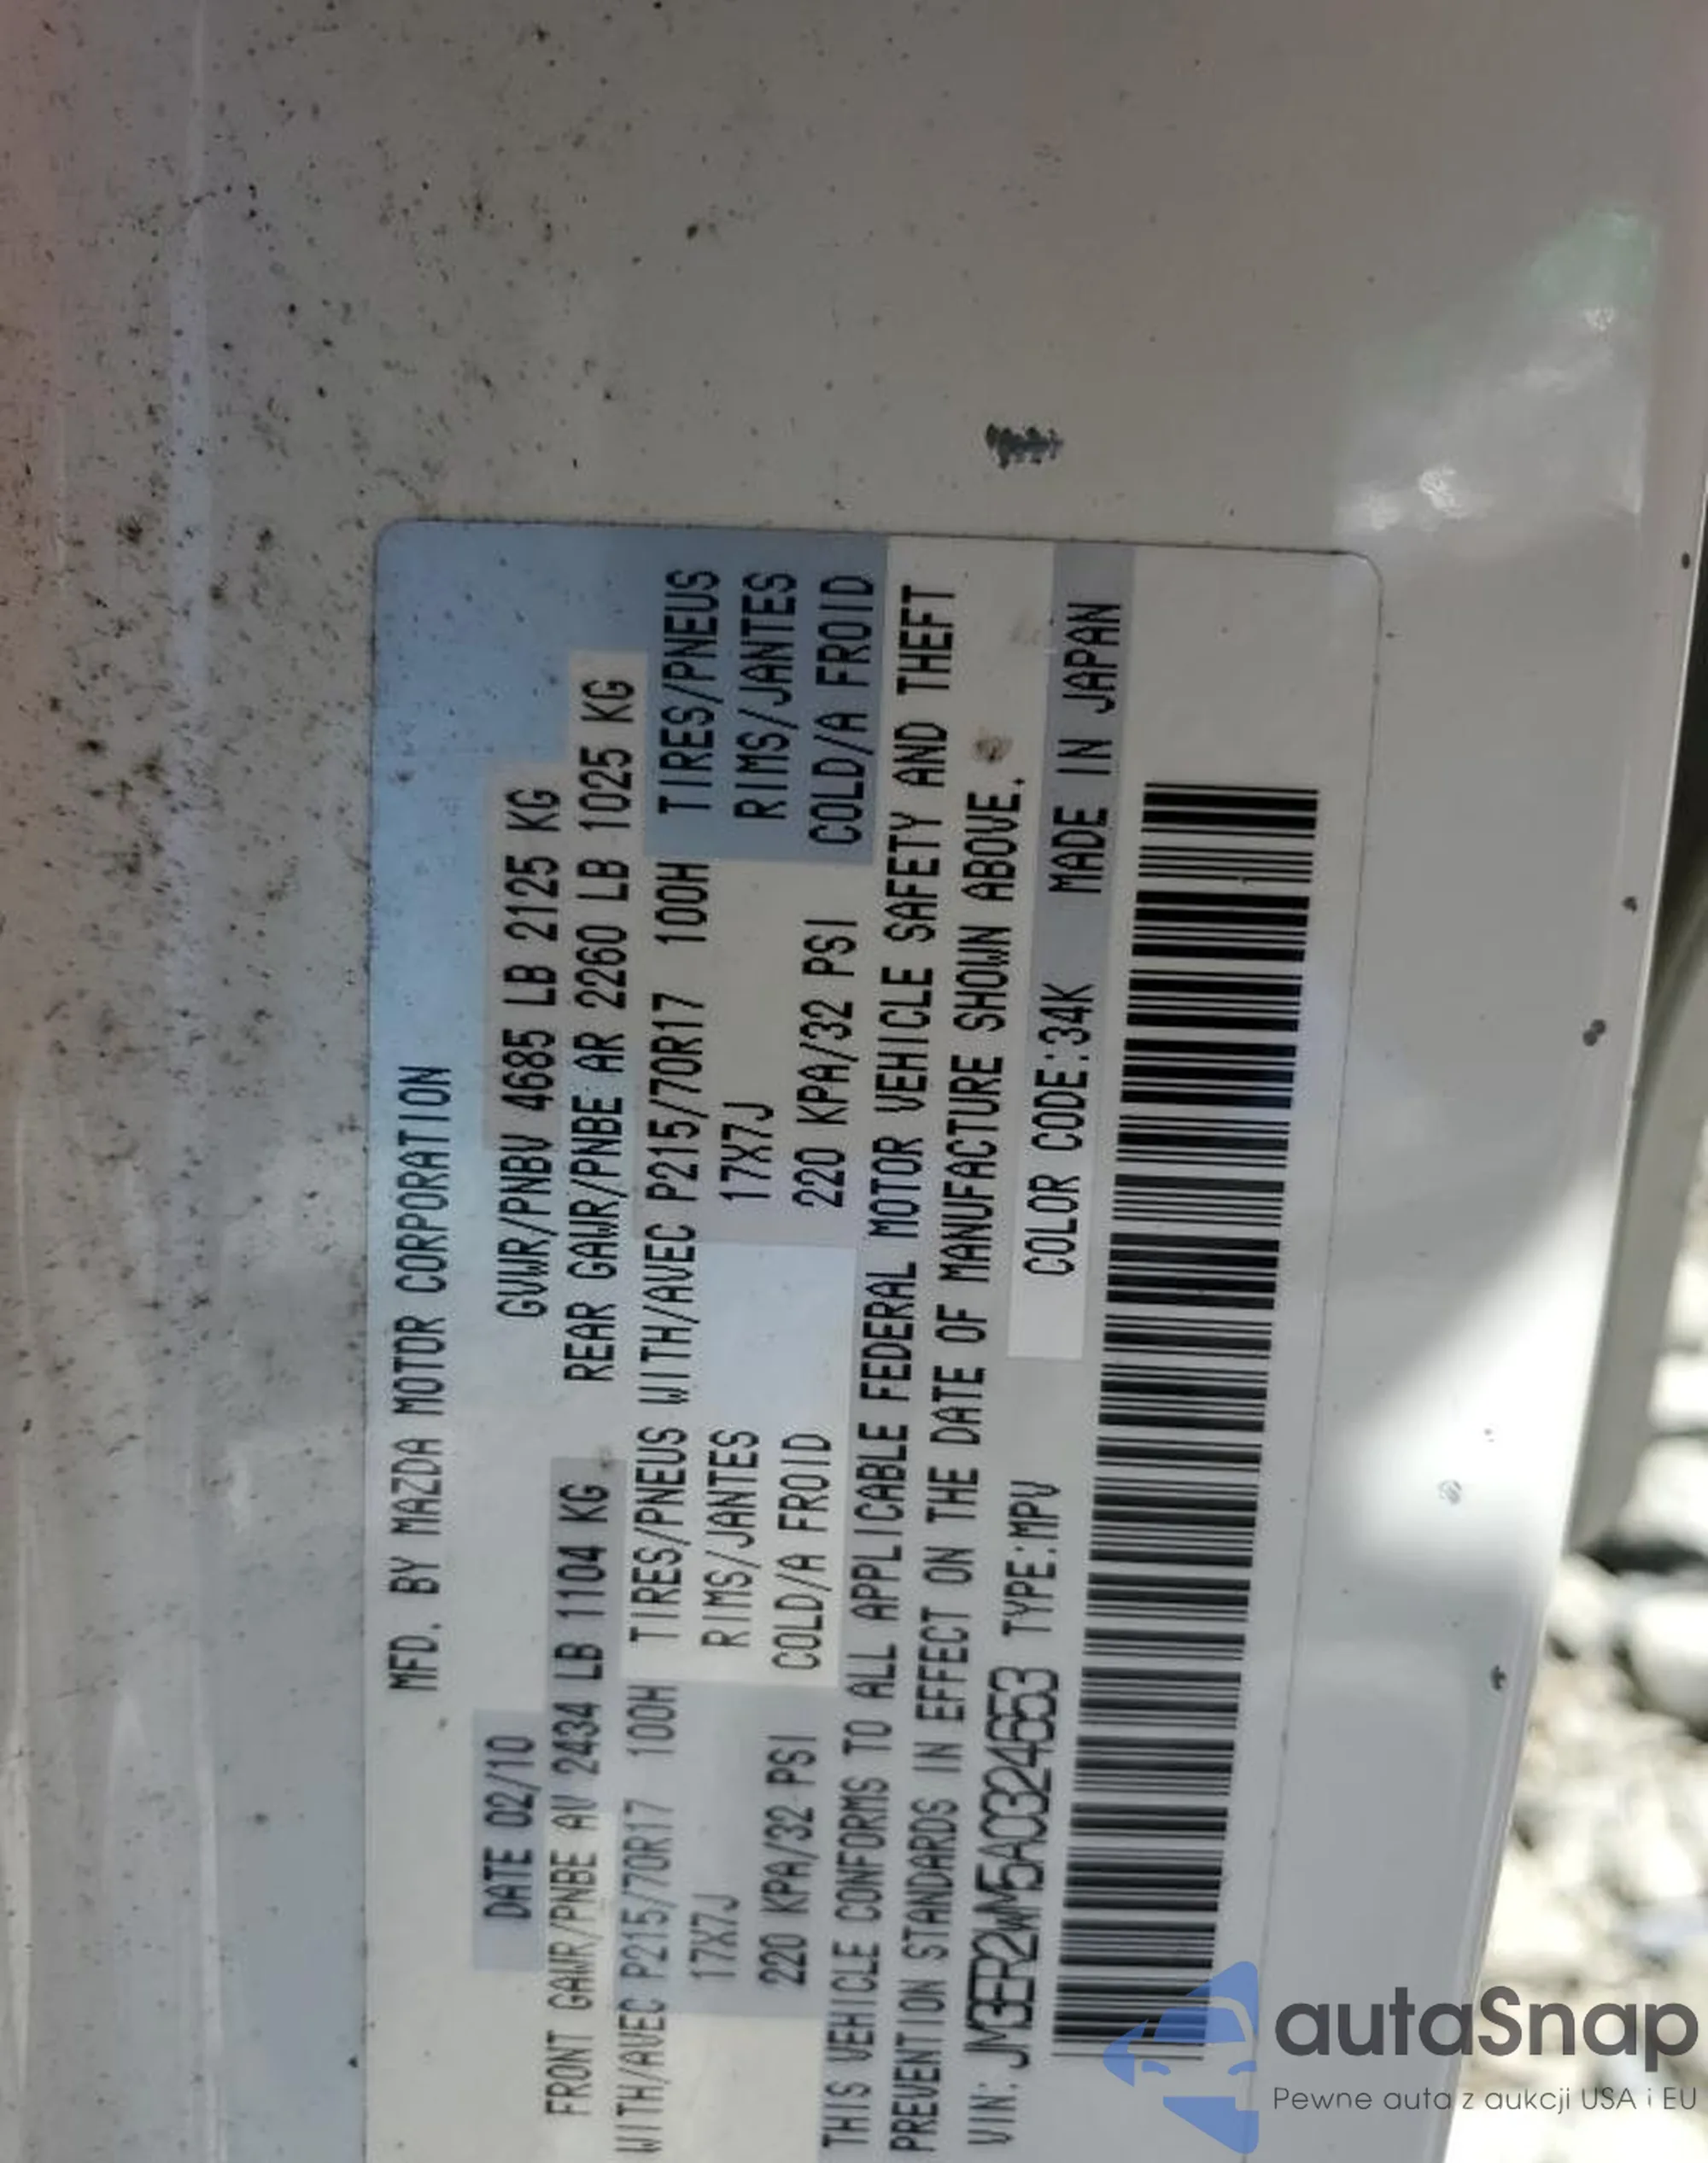 MFD. BY MAZDA MOTOR CORPORATION
DATE 02/10 GVWR/PNBV 4685 LB 2125 KG
FRONT GAWR/PNBE AV 2434 LB 1104 KG REAR GAWR/PNBE AR 2260 LB 1025 KG
WITH/AVEC P215/70R17 100H TIRES/PNEUS WITH/AVEC P215/70R17 100H TIRES/PNEUS
17X7J RIMS/JANTES 17X7J RIMS/JANTES
220 KPA/32 PSI COLD/A FROID 220 KPA/32 PSI COLD/A FROID
THIS VEHICLE CONFORMS TO ALL APPLICABLE FEDERAL MOTOR VEHICLE SAFETY AND THEFT
PREVENTION STANDARDS IN EFFECT ON THE DATE OF MANUFACTURE SHOWN ABOVE.
VIN: JM3ER2WM5A0324653 TYPE:MPV COLOR CODE:34K MADE IN JAPAN
autaSnap
Pewne auta z aukcji USA i EU